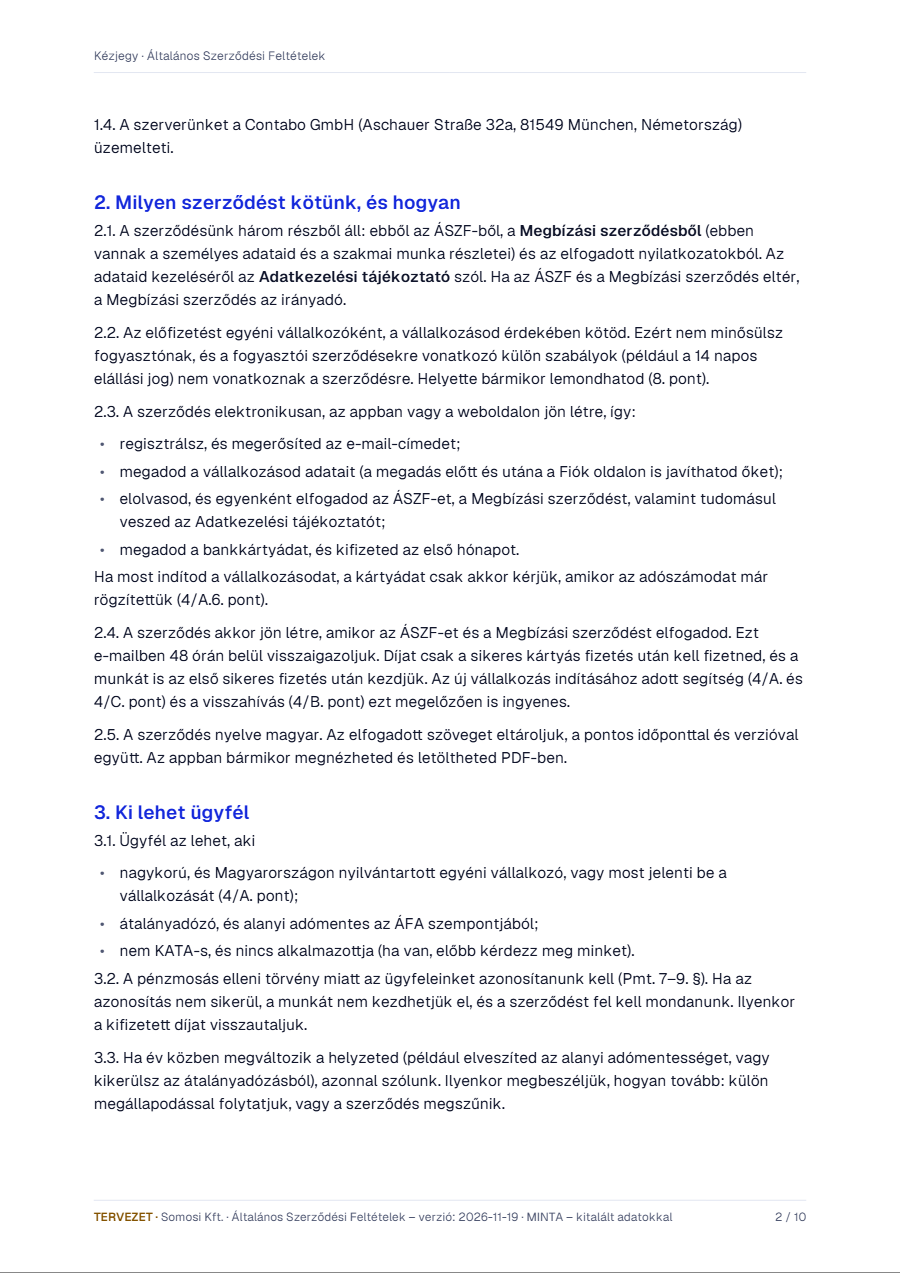 Kézjegy · Általános Szerződési Feltételek
1.4. A szerverünket a Contabo GmbH (Aschauer Straße 32a, 81549 München, Németország)
üzemelteti.
2. Milyen szerződést kötünk, és hogyan
2.1. A szerződésünk három részből áll: ebből az ÁSZF-ből, a Megbízási szerződésből (ebben
vannak a személyes adataid és a szakmai munka részletei) és az elfogadott nyilatkozatokból. Az
adataid kezeléséről az Adatkezelési tájékoztató szól. Ha az ÁSZF és a Megbízási szerződés eltér,
a Megbízási szerződés az irányadó.
2.2. Az előfizetést egyéni vállalkozóként, a vállalkozásod érdekében kötöd. Ezért nem minősülsz
fogyasztónak, és a fogyasztói szerződésekre vonatkozó külön szabályok (például a 14 napos
elállási jog) nem vonatkoznak a szerződésre. Helyette bármikor lemondhatod (8. pont).
2.3. A szerződés elektronikusan, az appban vagy a weboldalon jön létre, így:
• regisztrálsz, és megerősíted az e-mail-címedet;
• megadod a vállalkozásod adatait (a megadás előtt és utána a Fiók oldalon is javíthatod őket);
• elolvasod, és egyenként elfogadod az ÁSZF-et, a Megbízási szerződést, valamint tudomásul
veszed az Adatkezelési tájékoztatót;
• megadod a bankkártyádat, és kifizeted az első hónapot.
Ha most indítod a vállalkozásodat, a kártyádat csak akkor kérjük, amikor az adószámodat már
rögzítettük (4/A.6. pont).
2.4. A szerződés akkor jön létre, amikor az ÁSZF-et és a Megbízási szerződést elfogadod. Ezt
e-mailben 48 órán belül visszaigazoljuk. Díjat csak a sikeres kártyás fizetés után kell fizetned, és a
munkát is az első sikeres fizetés után kezdjük. Az új vállalkozás indításához adott segítség (4/A. és
4/C. pont) és a visszahívás (4/B. pont) ezt megelőzően is ingyenes.
2.5. A szerződés nyelve magyar. Az elfogadott szöveget eltároljuk, a pontos időponttal és verzióval
együtt. Az appban bármikor megnézheted és letöltheted PDF-ben.
3. Ki lehet ügyfél
3.1. Ügyfél az lehet, aki
• nagykorú, és Magyarországon nyilvántartott egyéni vállalkozó, vagy most jelenti be a
vállalkozását (4/A. pont);
• átalányadózó, és alanyi adómentes az ÁFA szempontjából;
• nem KATA-s, és nincs alkalmazottja (ha van, előbb kérdezz meg minket).
3.2. A pénzmosás elleni törvény miatt az ügyfeleinket azonosítanunk kell (Pmt. 7–9. §). Ha az
azonosítás nem sikerül, a munkát nem kezdhetjük el, és a szerződést fel kell mondanunk. Ilyenkor
a kifizetett díjat visszautaljuk.
3.3. Ha év közben megváltozik a helyzeted (például elveszíted az alanyi adómentességet, vagy
kikerülsz az átalányadózásból), azonnal szólunk. Ilyenkor megbeszéljük, hogyan tovább: külön
megállapodással folytatjuk, vagy a szerződés megszűnik.
TERVEZET · Somosi Kft. · Általános Szerződési Feltételek – verzió: 2026-11-19 · MINTA – kitalált adatokkal 2 / 10